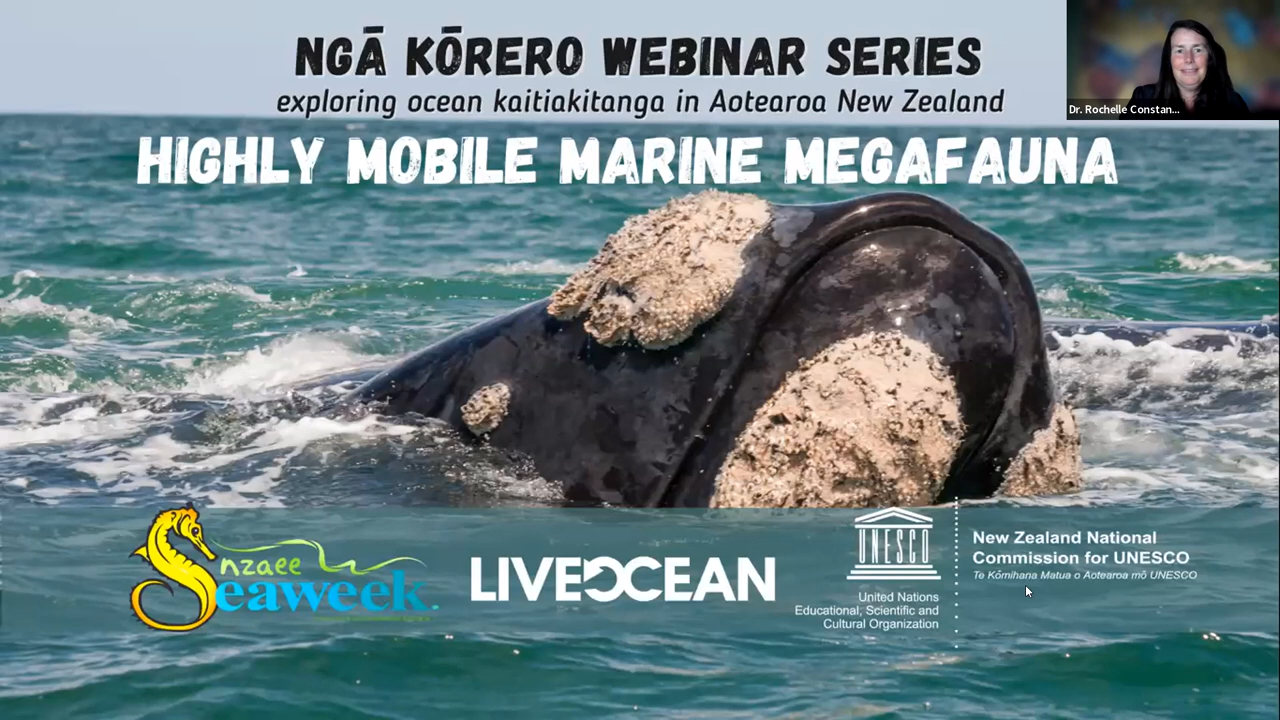 NGĀ KŌRERO WEBINAR SERIES
exploring ocean kaitiakitanga in Aotearoa New Zealand
HIGHLY MOBILE MARINE MEGAFAUNA
Dr. Rochelle Constan...
nzaee
Seaweek
LIVEOCEAN
UNESCO
United Nations
Educational, Scientific and
Cultural Organization
New Zealand National
Commission for UNESCO
Te Kōmihana Matua o Aotearoa mō UNESCO